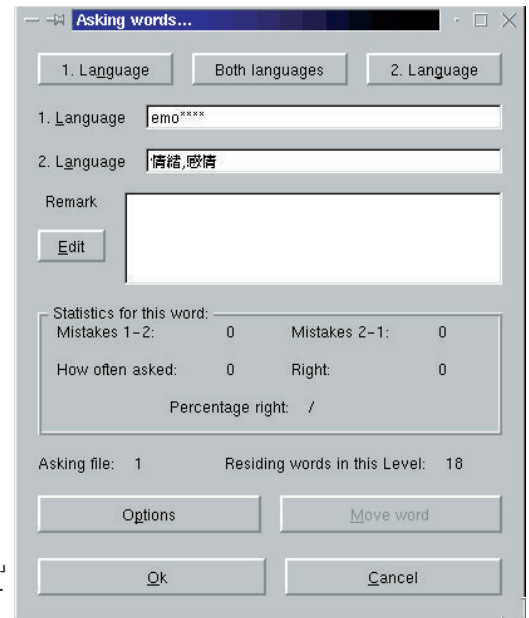 Asking words...
1. Language Both languages 2. Language
1. Language emo****
2. Language 情緒,感情
Remark
Edit
Statistics for this word:
Mistakes 1-2: 0 Mistakes 2-1: 0
How often asked: 0 Right: 0
Percentage right: /
Asking file: 1 Residing words in this Level: 18
Options Move word
Ok Cancel